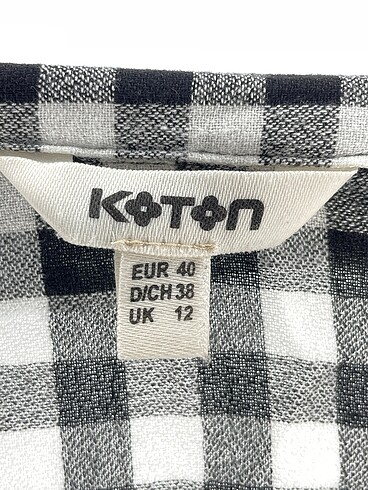 KOTON
EUR 40
D/CH 38
UK 12